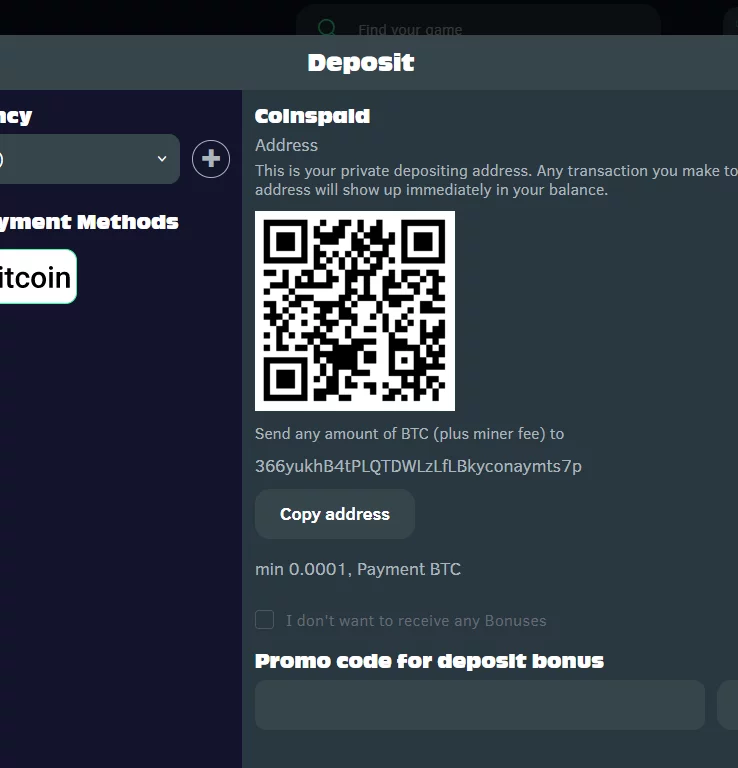 Find your game
Deposit
ncy
)
yment Methods
itcoin
Coinspaid
Address
This is your private depositing address. Any transaction you make to
address will show up immediately in your balance.
Send any amount of BTC (plus miner fee) to
366yukhB4tPLQTDWLzLfLBkyconaymts7p
Copy address
min 0.0001, Payment BTC
I don't want to receive any Bonuses
Promo code for deposit bonus